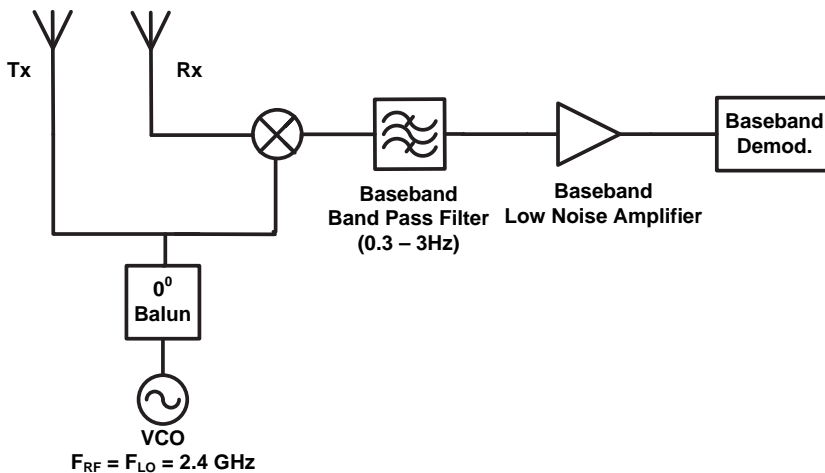 Tx
Rx
Baseband
Demod.
Baseband
Band Pass Filter
(0.3 – 3Hz)
Baseband
Low Noise Amplifier
0⁰
Balun
VCO
F_RF = F_LO = 2.4 GHz